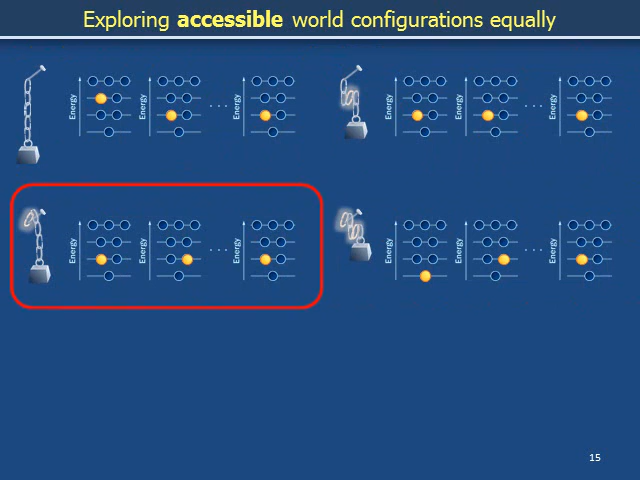 Exploring accessible world configurations equally
Energy Energy . . . Energy Energy Energy . . . Energy
Energy Energy . . . Energy Energy Energy . . . Energy
15